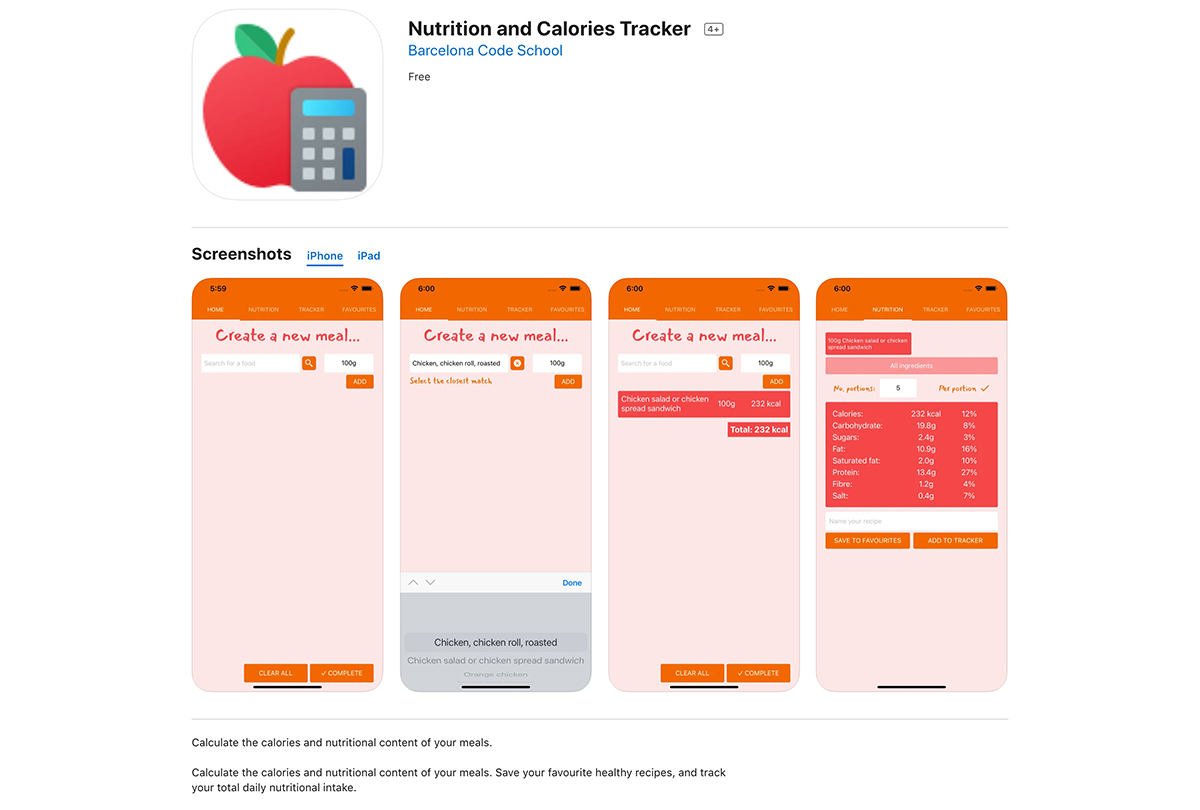 Nutrition and Calories Tracker 4+
Barcelona Code School
Free
Screenshots iPhone iPad
5:59
HOME NUTRITION TRACKER FAVOURITES
Create a new meal...
Search for a food 100g
ADD
CLEAR ALL ✓ COMPLETE
6:00
HOME NUTRITION TRACKER FAVOURITES
Create a new meal...
Chicken, chicken roll, roasted 100g
Select the closest match ADD
Done
Chicken, chicken roll, roasted
Chicken salad or chicken spread sandwich
Orange chicken
6:00
HOME NUTRITION TRACKER FAVOURITES
Create a new meal...
Search for a food 100g
ADD
Chicken salad or chicken
spread sandwich 100g 232 kcal
Total: 232 kcal
CLEAR ALL ✓ COMPLETE
6:00
HOME NUTRITION TRACKER FAVOURITES
100g Chicken salad or chicken
spread sandwich
All ingredients
No. portions: 5 Per portion ✓
Calories: 232 kcal 12%
Carbohydrate: 19.8g 8%
Sugars: 2.4g 3%
Fat: 10.9g 16%
Saturated fat: 2.0g 10%
Protein: 13.4g 27%
Fibre: 1.2g 4%
Salt: 0.4g 7%
Name your recipe
SAVE TO FAVOURITES ADD TO TRACKER
Calculate the calories and nutritional content of your meals.
Calculate the calories and nutritional content of your meals. Save your favourite healthy recipes, and track
your total daily nutritional intake.